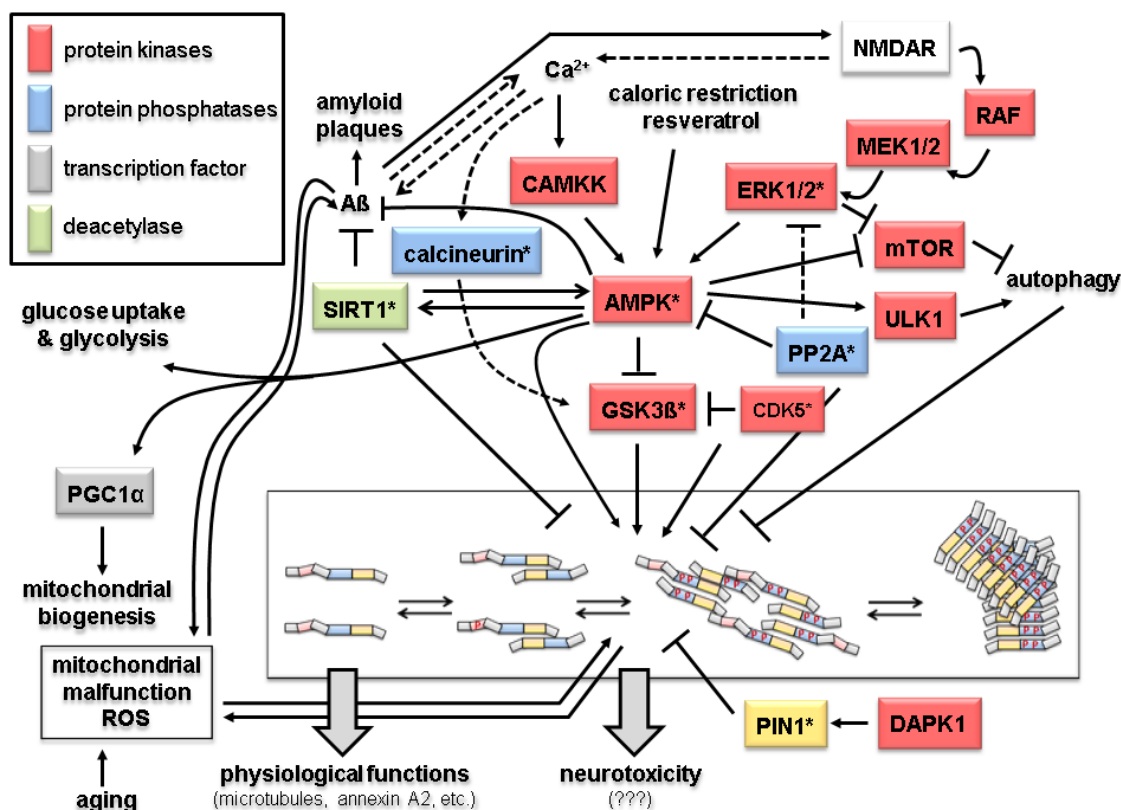 protein kinases
protein phosphatases
transcription factor
deacetylase
NMDAR
Ca2+
caloric restriction
resveratrol
RAF
amyloid
plaques
MEK1/2
CAMKK
ERK1/2*
Aß
calcineurin*
mTOR
autophagy
SIRT1*
AMPK*
ULK1
glucose uptake
& glycolysis
PP2A*
GSK3ß*
CDK5*
PGC1α
mitochondrial
biogenesis
P
P P
P P
P P
P P
P P
P P
mitochondrial
malfunction
ROS
PIN1*
DAPK1
physiological functions
(microtubules, annexin A2, etc.)
neurotoxicity
(???)
aging